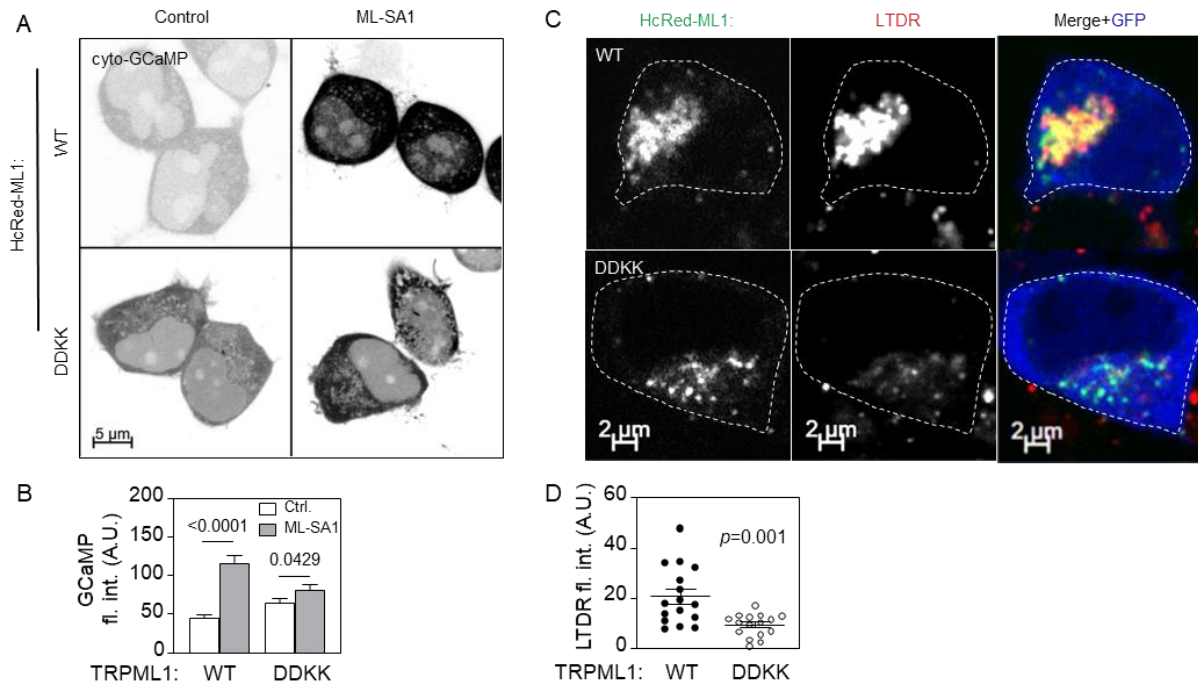 A
Control
ML-SA1
HcRed-ML1:
WT
cyto-GCaMP
DDKK
5 µm
B
GCaMP
fl. int. (A.U.)
200
150
100
50
0
Ctrl.
ML-SA1
<0.0001
0.0429
TRPML1: WT DDKK
C
HcRed-ML1:
LTDR
Merge+GFP
WT
DDKK
2 µm
2 µm
2 µm
D
LTDR fl. int. (A.U.)
60
40
20
0
p=0.001
TRPML1: WT DDKK